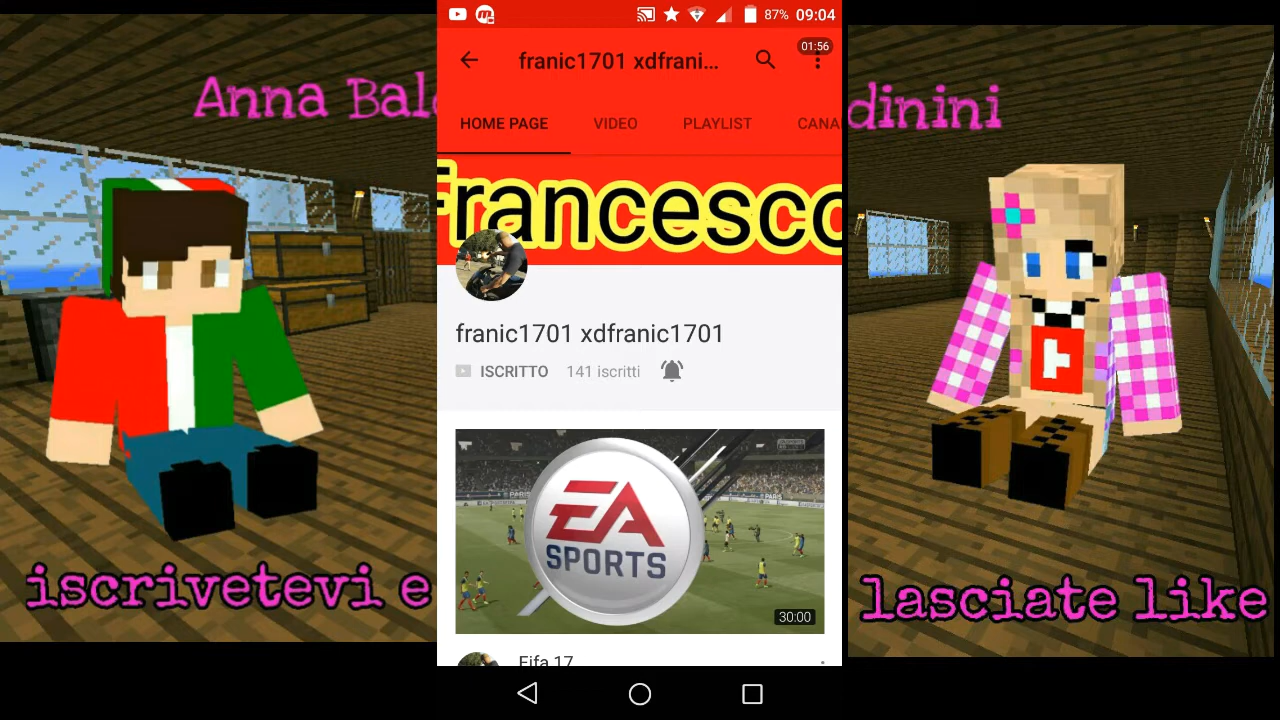 87% 09:04
01:56
franic1701 xdfrani...
HOME PAGE VIDEO PLAYLIST CANA
Anna Bal
dinini
Francesco
franic1701 xdfranic1701
ISCRITTO 141 iscritti
EA
SPORTS
PARIS
30:00
Fifa 17
iscrivetevi e
lasciate like